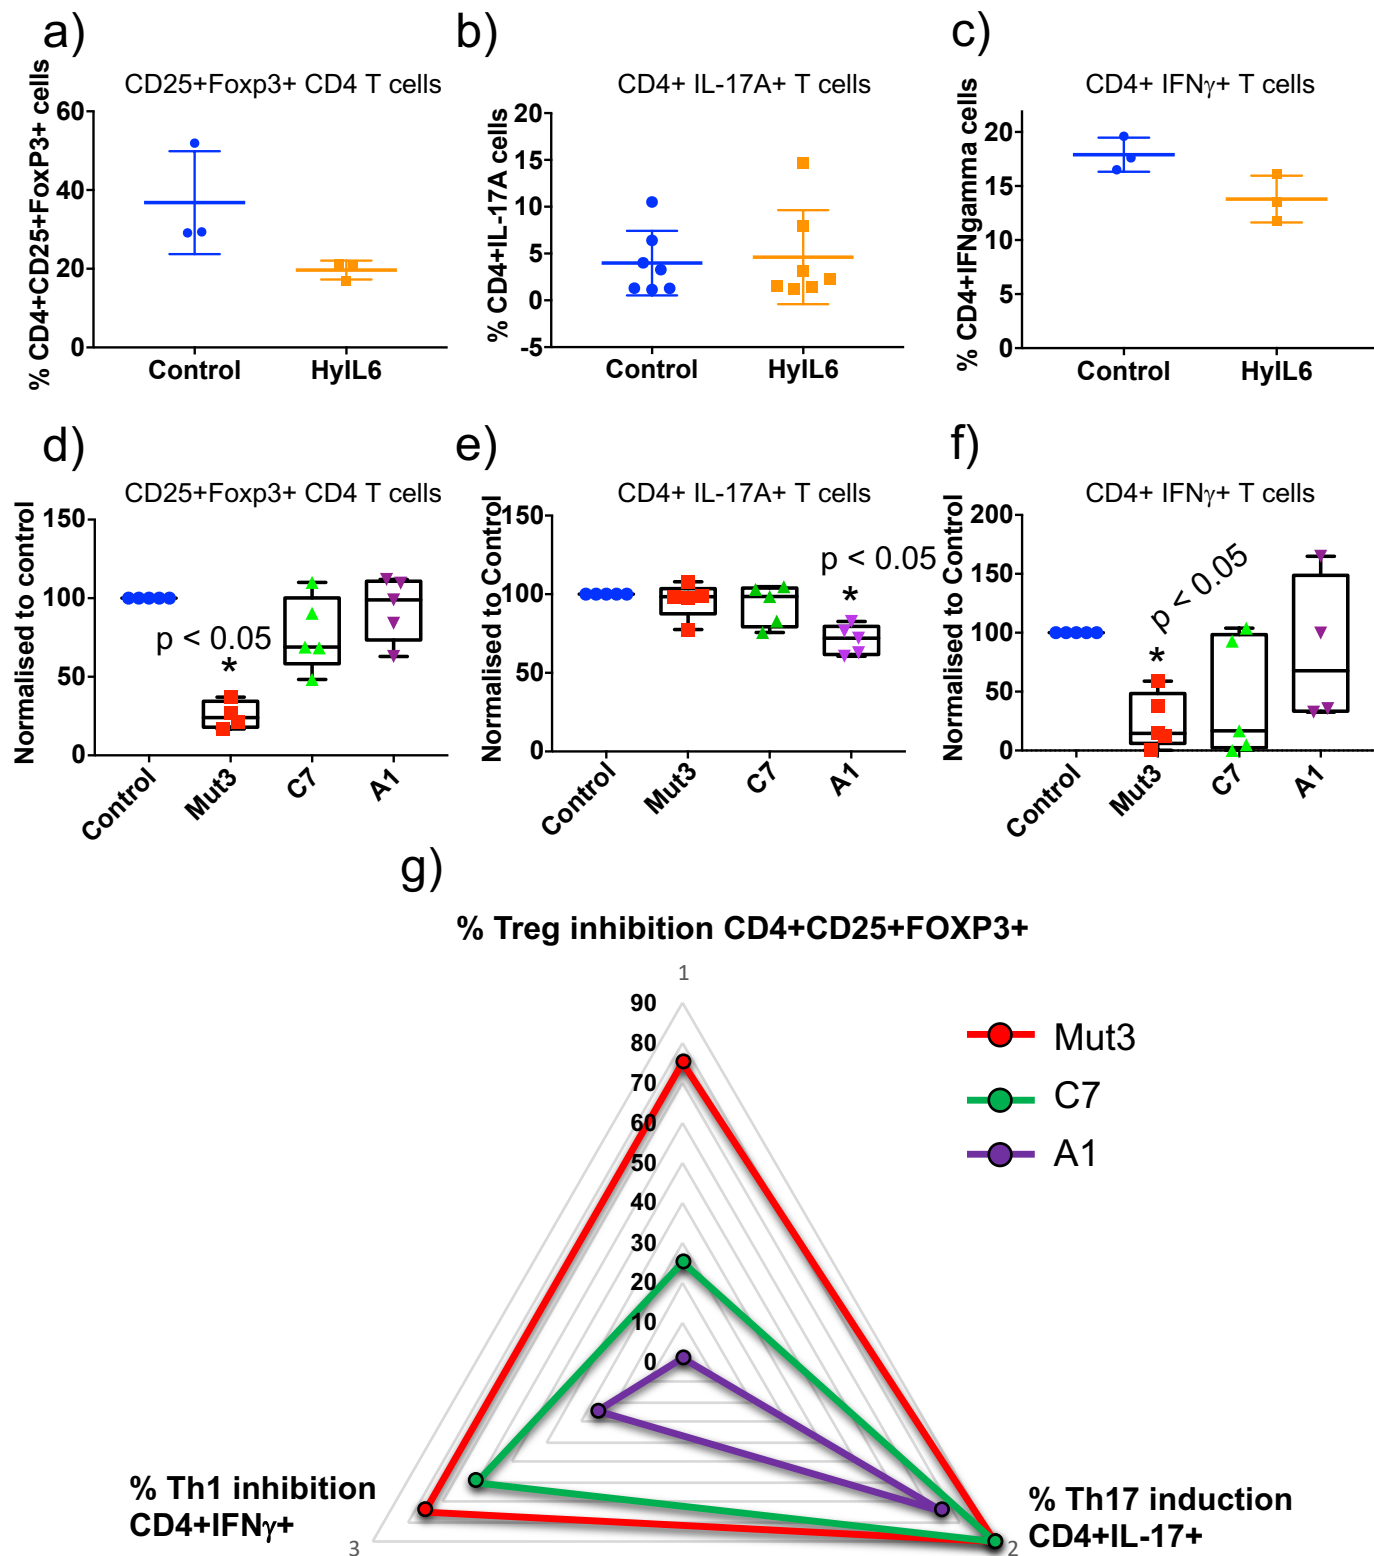 a)
CD25+Foxp3+ CD4 T cells
% CD4+CD25+FoxP3+ cells
60
40
20
0
Control
HyIL6
b)
CD4+ IL-17A+ T cells
% CD4+IL-17A cells
20
15
10
5
0
-5
Control
HyIL6
c)
CD4+ IFNγ+ T cells
% CD4+IFNgamma cells
20
15
10
5
0
Control
HyIL6
d)
CD25+Foxp3+ CD4 T cells
Normalised to control
150
100
50
0
p < 0.05
*
Control
Mut3
C7
A1
e)
CD4+ IL-17A+ T cells
Normalised to Control
150
100
50
0
p < 0.05
*
Control
Mut3
C7
A1
f)
CD4+ IFNγ+ T cells
Normalised to Control
200
150
100
50
0
p < 0.05
*
Control
Mut3
C7
A1
g)
% Treg inhibition CD4+CD25+FOXP3+
1
90
80
70
60
50
40
30
20
10
0
Mut3
C7
A1
% Th1 inhibition
CD4+IFNγ+
3
% Th17 induction
CD4+IL-17+
2